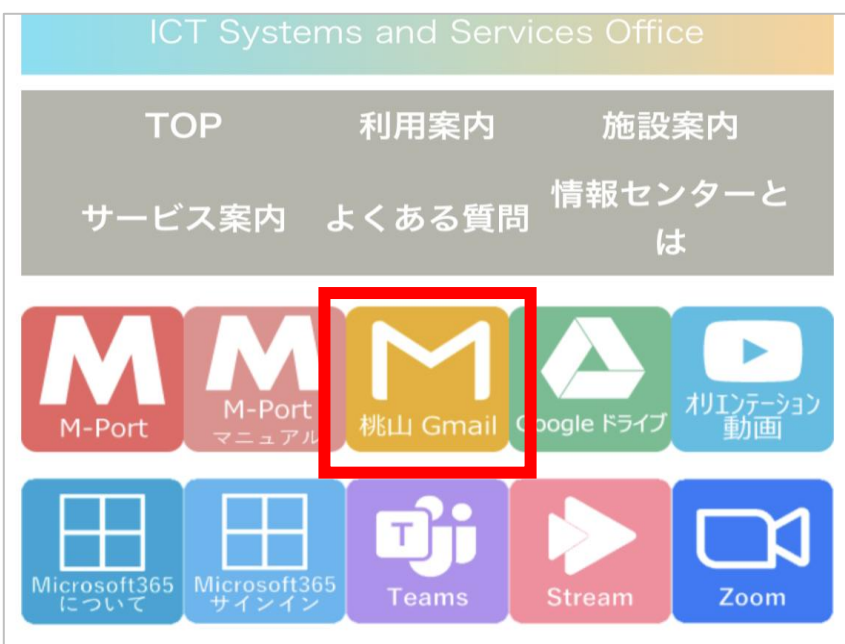 ICT Systems and Services Office
TOP
利用案内
施設案内
サービス案内
よくある質問
情報センターと
は
M-Port
M-Port
マニュアル
桃山 Gmail
Google ドライブ
オリエンテーション
動画
Microsoft365
について
Microsoft365
サインイン
Teams
Stream
Zoom